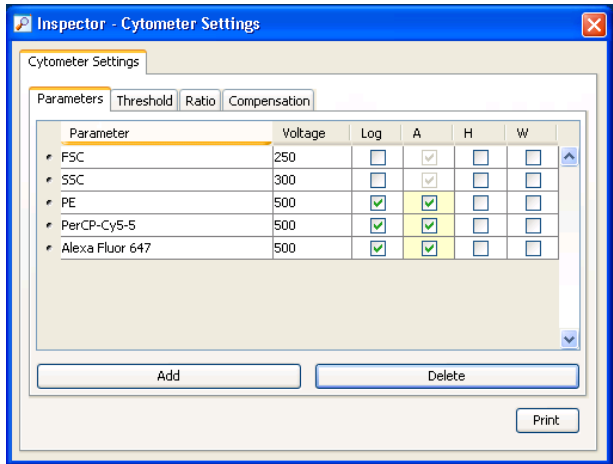 Inspector - Cytometer Settings
Cytometer Settings
Parameters Threshold Ratio Compensation
Parameter Voltage Log A H W
FSC 250
SSC 300
PE 500
PerCP-Cy5-5 500
Alexa Fluor 647 500
Add Delete
Print